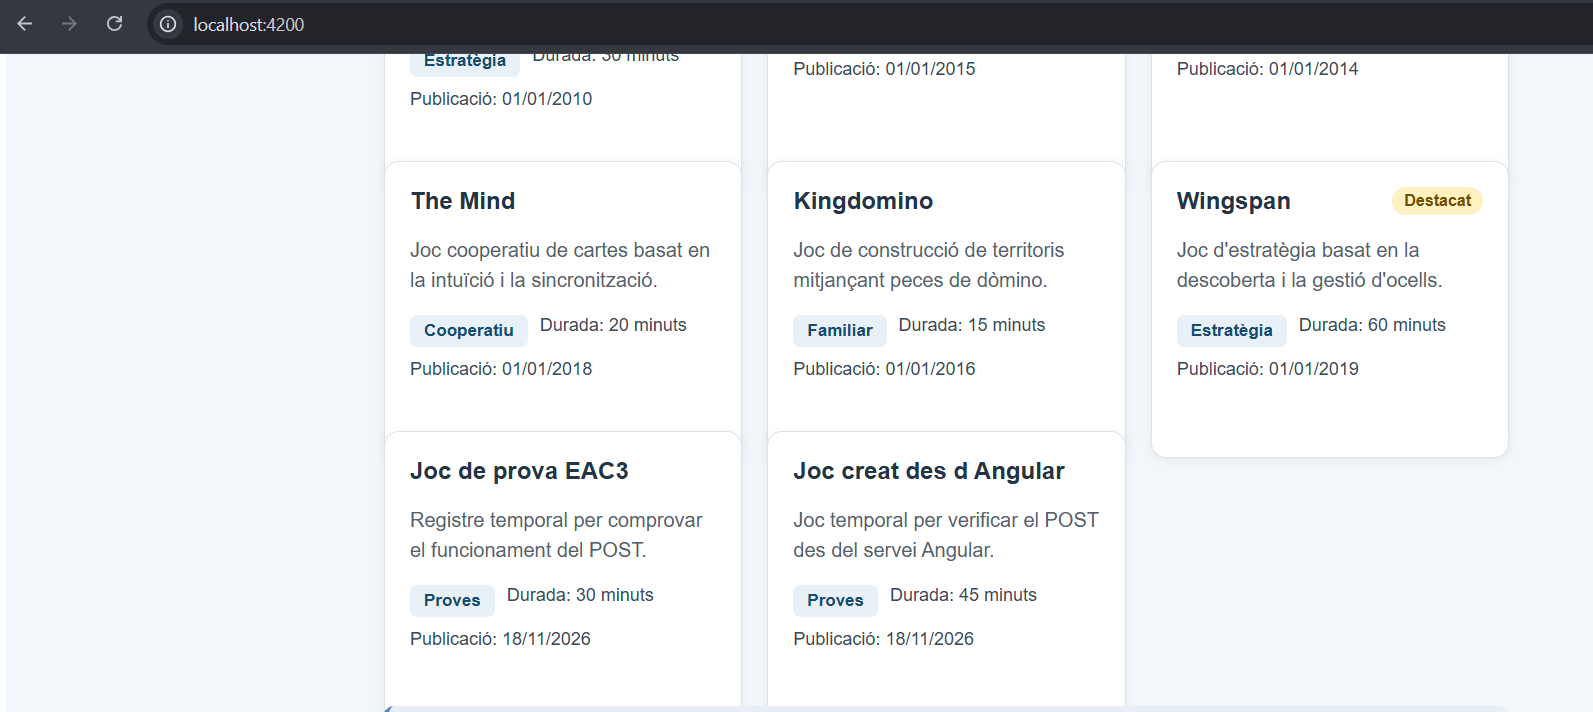 localhost:4200
Estratègia Durada: 30 minuts
Publicació: 01/01/2010
Publicació: 01/01/2015
Publicació: 01/01/2014
The Mind
Joc cooperatiu de cartes basat en
la intuïció i la sincronització.
Cooperatiu Durada: 20 minuts
Publicació: 01/01/2018
Kingdomino
Joc de construcció de territoris
mitjançant peces de dòmino.
Familiar Durada: 15 minuts
Publicació: 01/01/2016
Wingspan Destacat
Joc d'estratègia basat en la
descoberta i la gestió d'ocells.
Estratègia Durada: 60 minuts
Publicació: 01/01/2019
Joc de prova EAC3
Registre temporal per comprovar
el funcionament del POST.
Proves Durada: 30 minuts
Publicació: 18/11/2026
Joc creat des d Angular
Joc temporal per verificar el POST
des del servei Angular.
Proves Durada: 45 minuts
Publicació: 18/11/2026